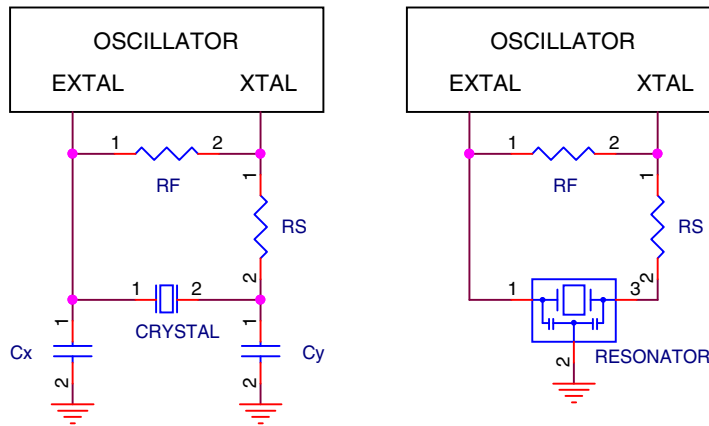 OSCILLATOR
EXTAL XTAL
1 2
RF
1
RS
2
1 2
CRYSTAL
1
Cx
2
1
Cy
2
OSCILLATOR
EXTAL XTAL
1 2
RF
1
RS
2
1 3
RESONATOR
2